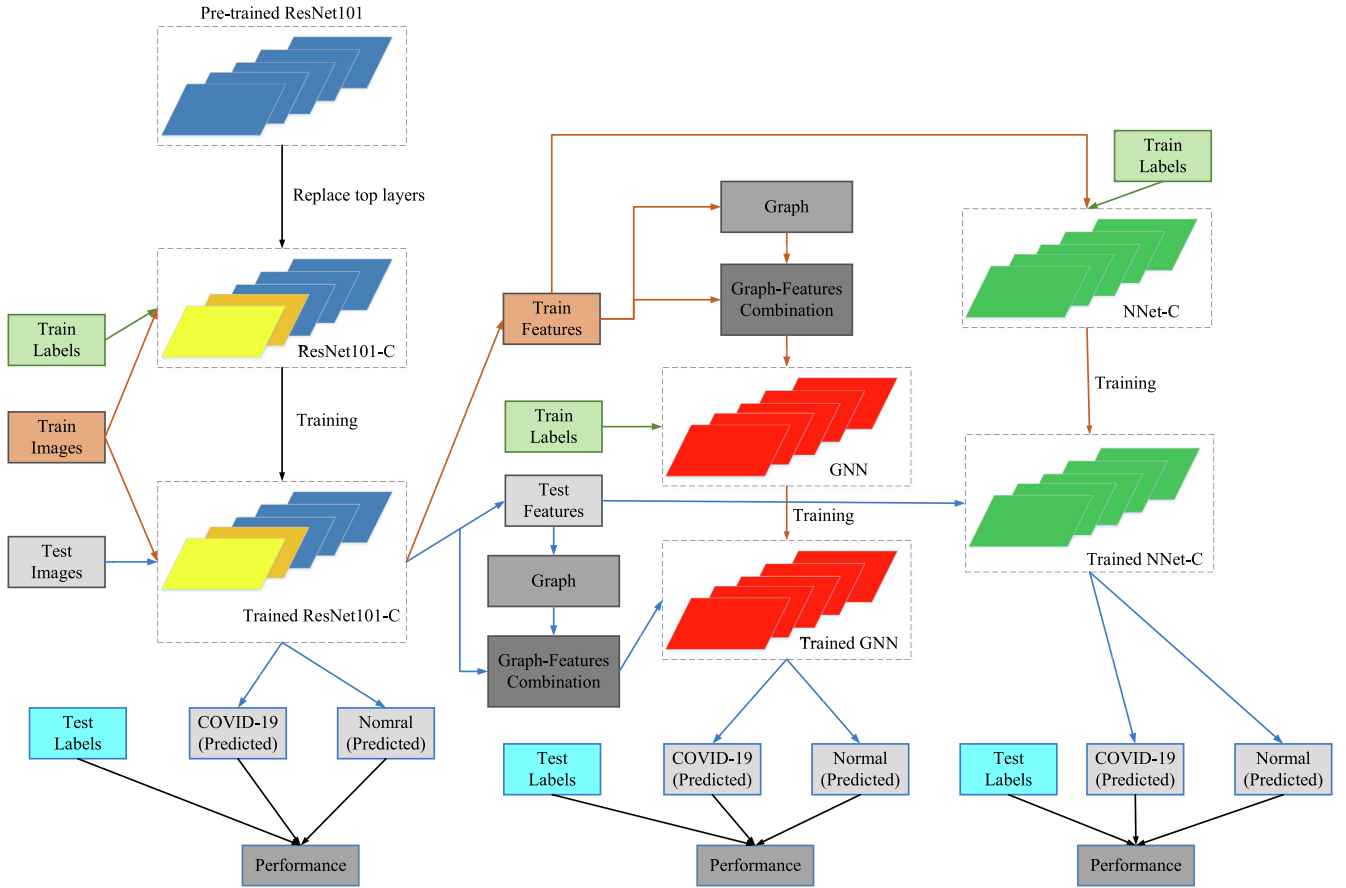 Pre-trained ResNet101
Replace top layers
Train
Labels
ResNet101-C
Train
Images
Training
Test
Images
Trained ResNet101-C
Test
Labels
COVID-19
(Predicted)
Nomral
(Predicted)
Performance
Train
Features
Graph
Graph-Features
Combination
Train
Labels
GNN
Test
Features
Training
Graph
Graph-Features
Combination
Trained GNN
Test
Labels
COVID-19
(Predicted)
Normal
(Predicted)
Performance
Train
Labels
NNet-C
Training
Trained NNet-C
Test
Labels
COVID-19
(Predicted)
Normal
(Predicted)
Performance